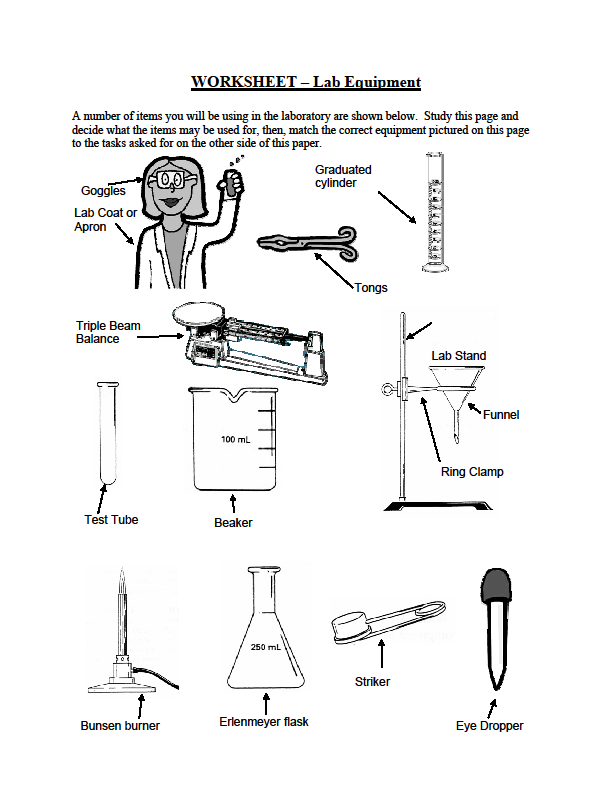 WORKSHEET – Lab Equipment
A number of items you will be using in the laboratory are shown below.  Study this page and
decide what the items may be used for, then, match the correct equipment pictured on this page
to the tasks asked for on the other side of this paper.
Goggles
Lab Coat or
Apron
Graduated
cylinder
Tongs
Triple Beam
Balance
Lab Stand
Funnel
Ring Clamp
100 mL
Test Tube
Beaker
250 mL
Striker
Bunsen burner
Erlenmeyer flask
Eye Dropper